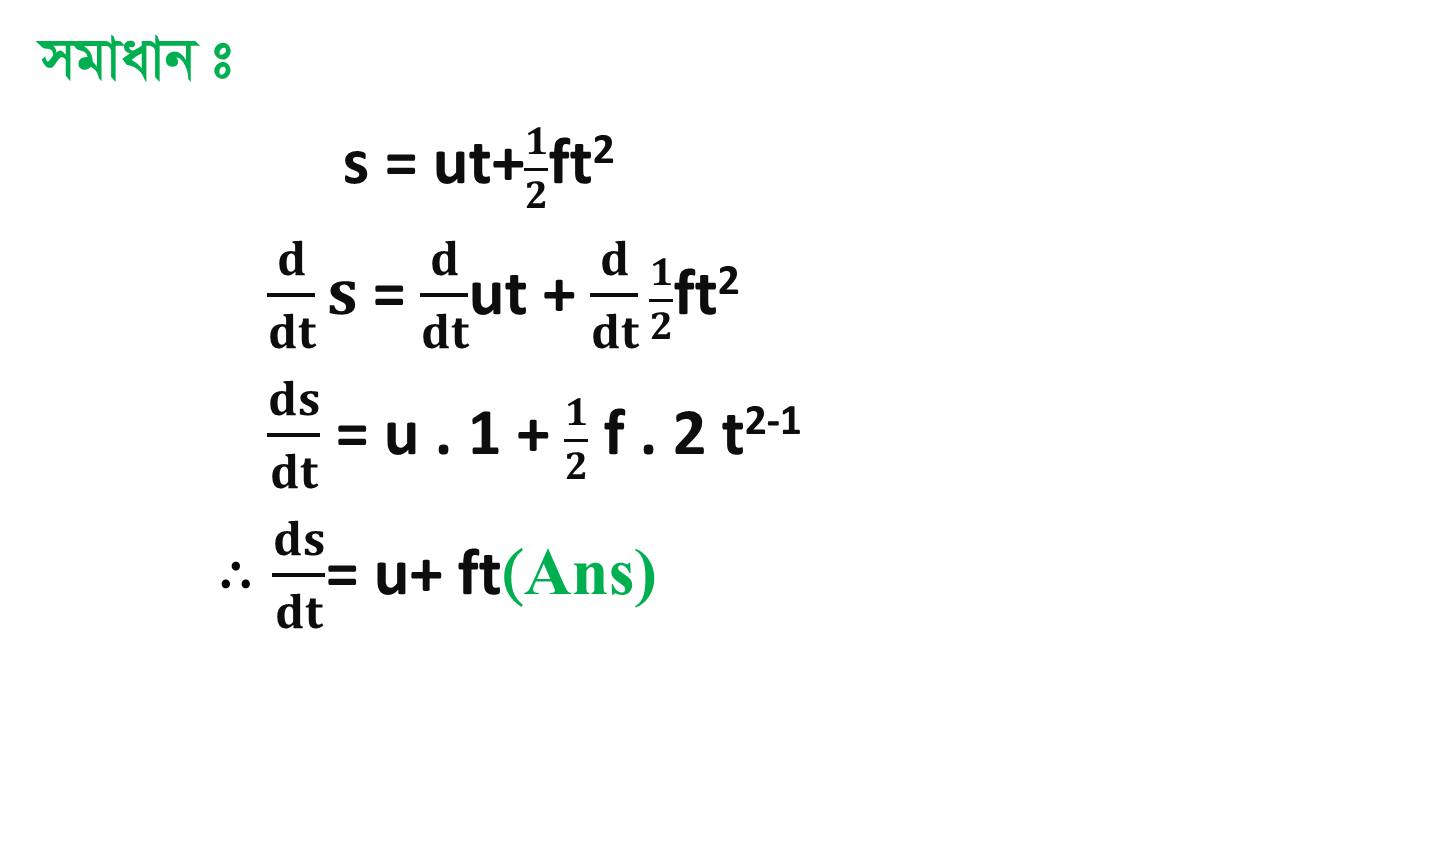 সমাধান ঃ
s = ut+½ft²
d/dt s = d/dt ut + d/dt ½ft²
ds/dt = u . 1 + ½ f . 2 t²⁻¹
∴ ds/dt = u+ ft(Ans)